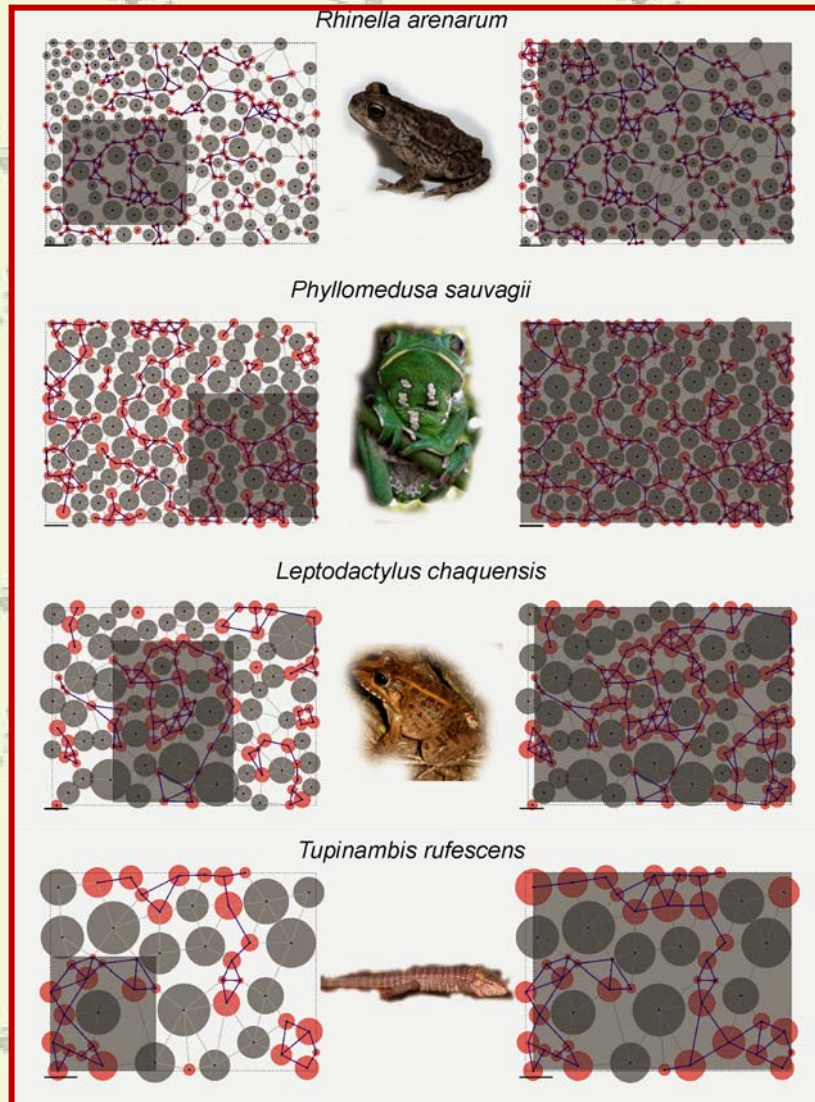 Rhinella arenarum
Phyllomedusa sauvagii
Leptodactylus chaquensis
Tupinambis rufescens